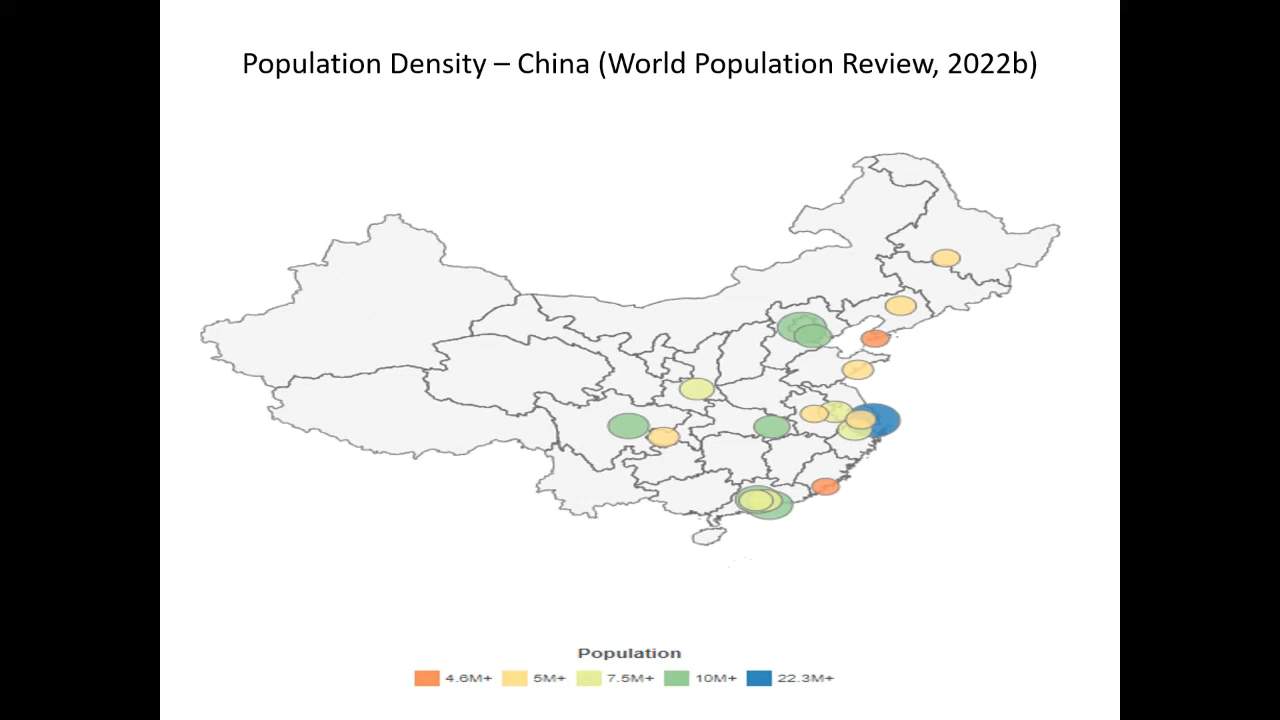 Population Density – China (World Population Review, 2022b)
Population
4.6M+ 5M+ 7.5M+ 10M+ 22.3M+